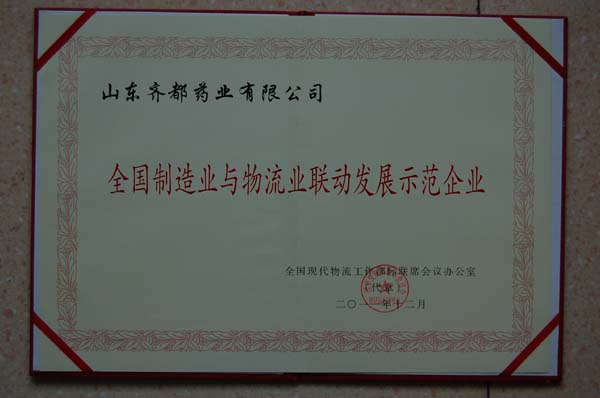 山东齐都药业有限公司
全国制造业与物流业联动发展示范企业
全国现代物流工作部际联席会议办公室
（代章）
二〇一一年十二月